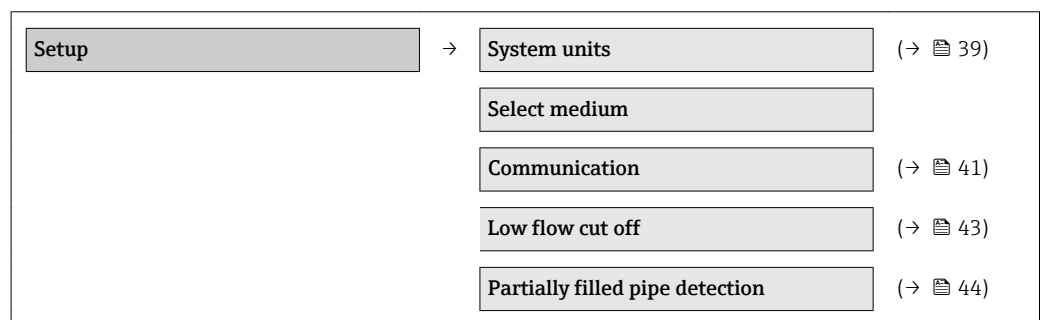 Setup → System units (→ 39)
Select medium
Communication (→ 41)
Low flow cut off (→ 43)
Partially filled pipe detection (→ 44)